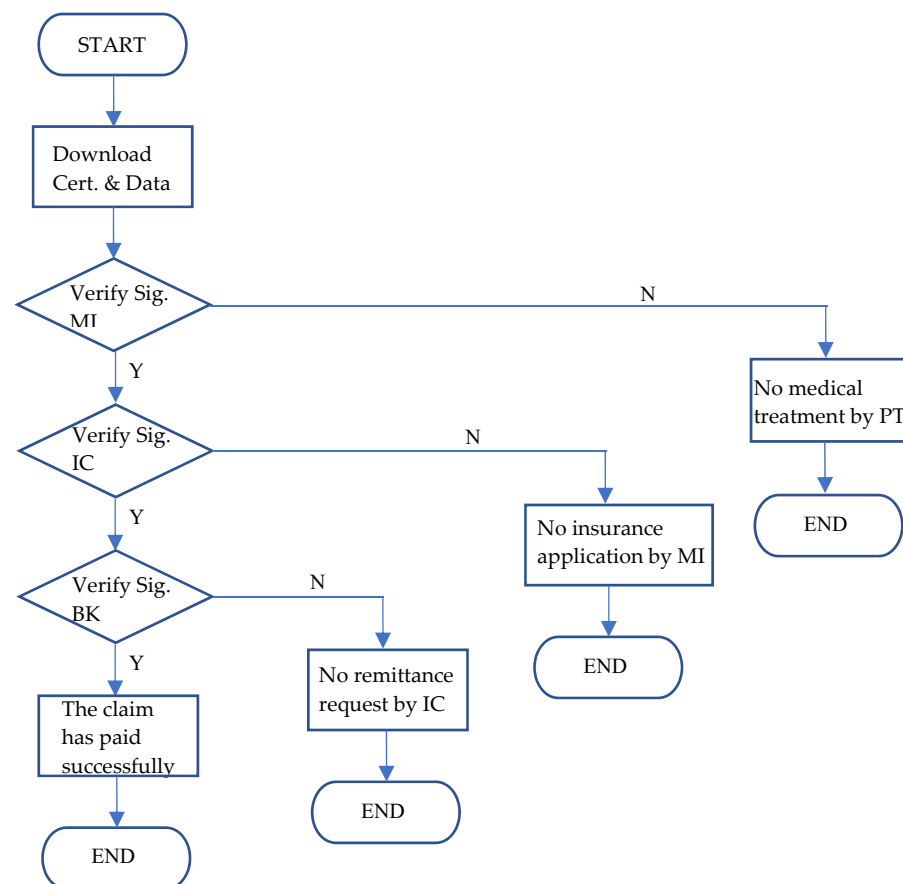 START
Download
Cert. & Data
Verify Sig.
MI
N
Y
No medical
treatment by PT
Verify Sig.
IC
N
END
Y
No insurance
application by MI
Verify Sig.
BK
N
Y
END
No remittance
request by IC
The claim
has paid
successfully
END
END